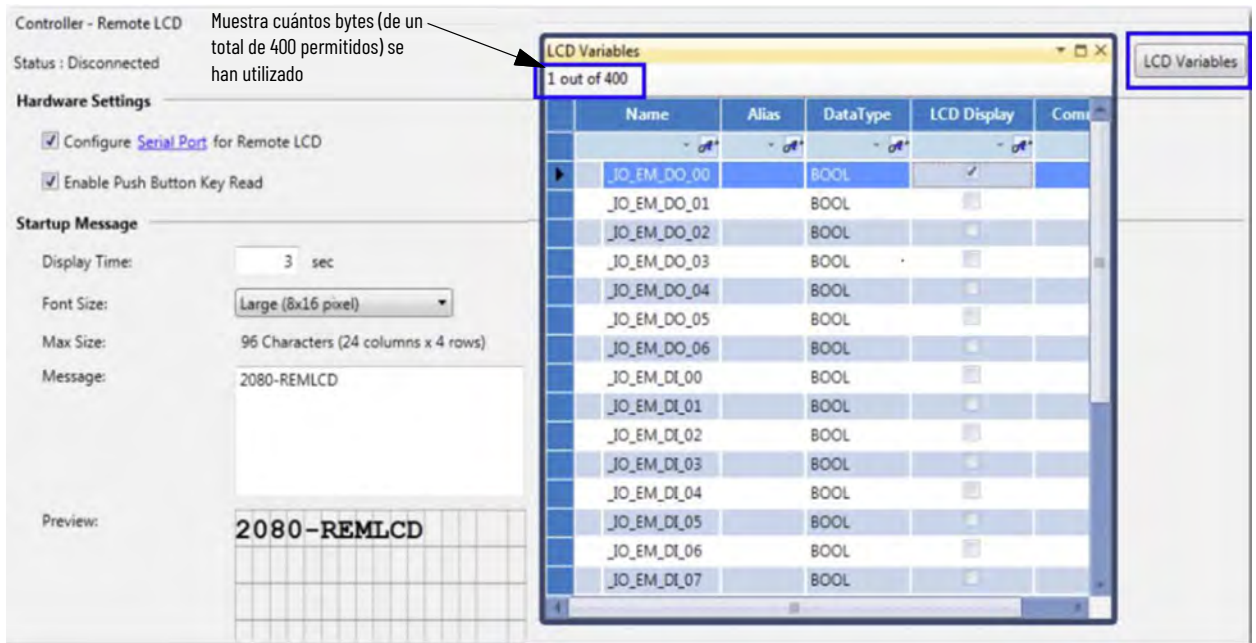 Controller - Remote LCD
Muestra cuántos bytes (de un
total de 400 permitidos) se
han utilizado
Status : Disconnected
Hardware Settings
Configure Serial Port for Remote LCD
Enable Push Button Key Read
Startup Message
Display Time: 3 sec
Font Size: Large (8x16 pixel)
Max Size: 96 Characters (24 columns x 4 rows)
Message: 2080-REMLCD
Preview: 2080-REMLCD
LCD Variables
1 out of 400
Name Alias DataType LCD Display Com
_IO_EM_DO_00 BOOL
_IO_EM_DO_01 BOOL
_IO_EM_DO_02 BOOL
_IO_EM_DO_03 BOOL
_IO_EM_DO_04 BOOL
_IO_EM_DO_05 BOOL
_IO_EM_DO_06 BOOL
_IO_EM_DI_00 BOOL
_IO_EM_DI_01 BOOL
_IO_EM_DI_02 BOOL
_IO_EM_DI_03 BOOL
_IO_EM_DI_04 BOOL
_IO_EM_DI_05 BOOL
_IO_EM_DI_06 BOOL
_IO_EM_DI_07 BOOL
LCD Variables